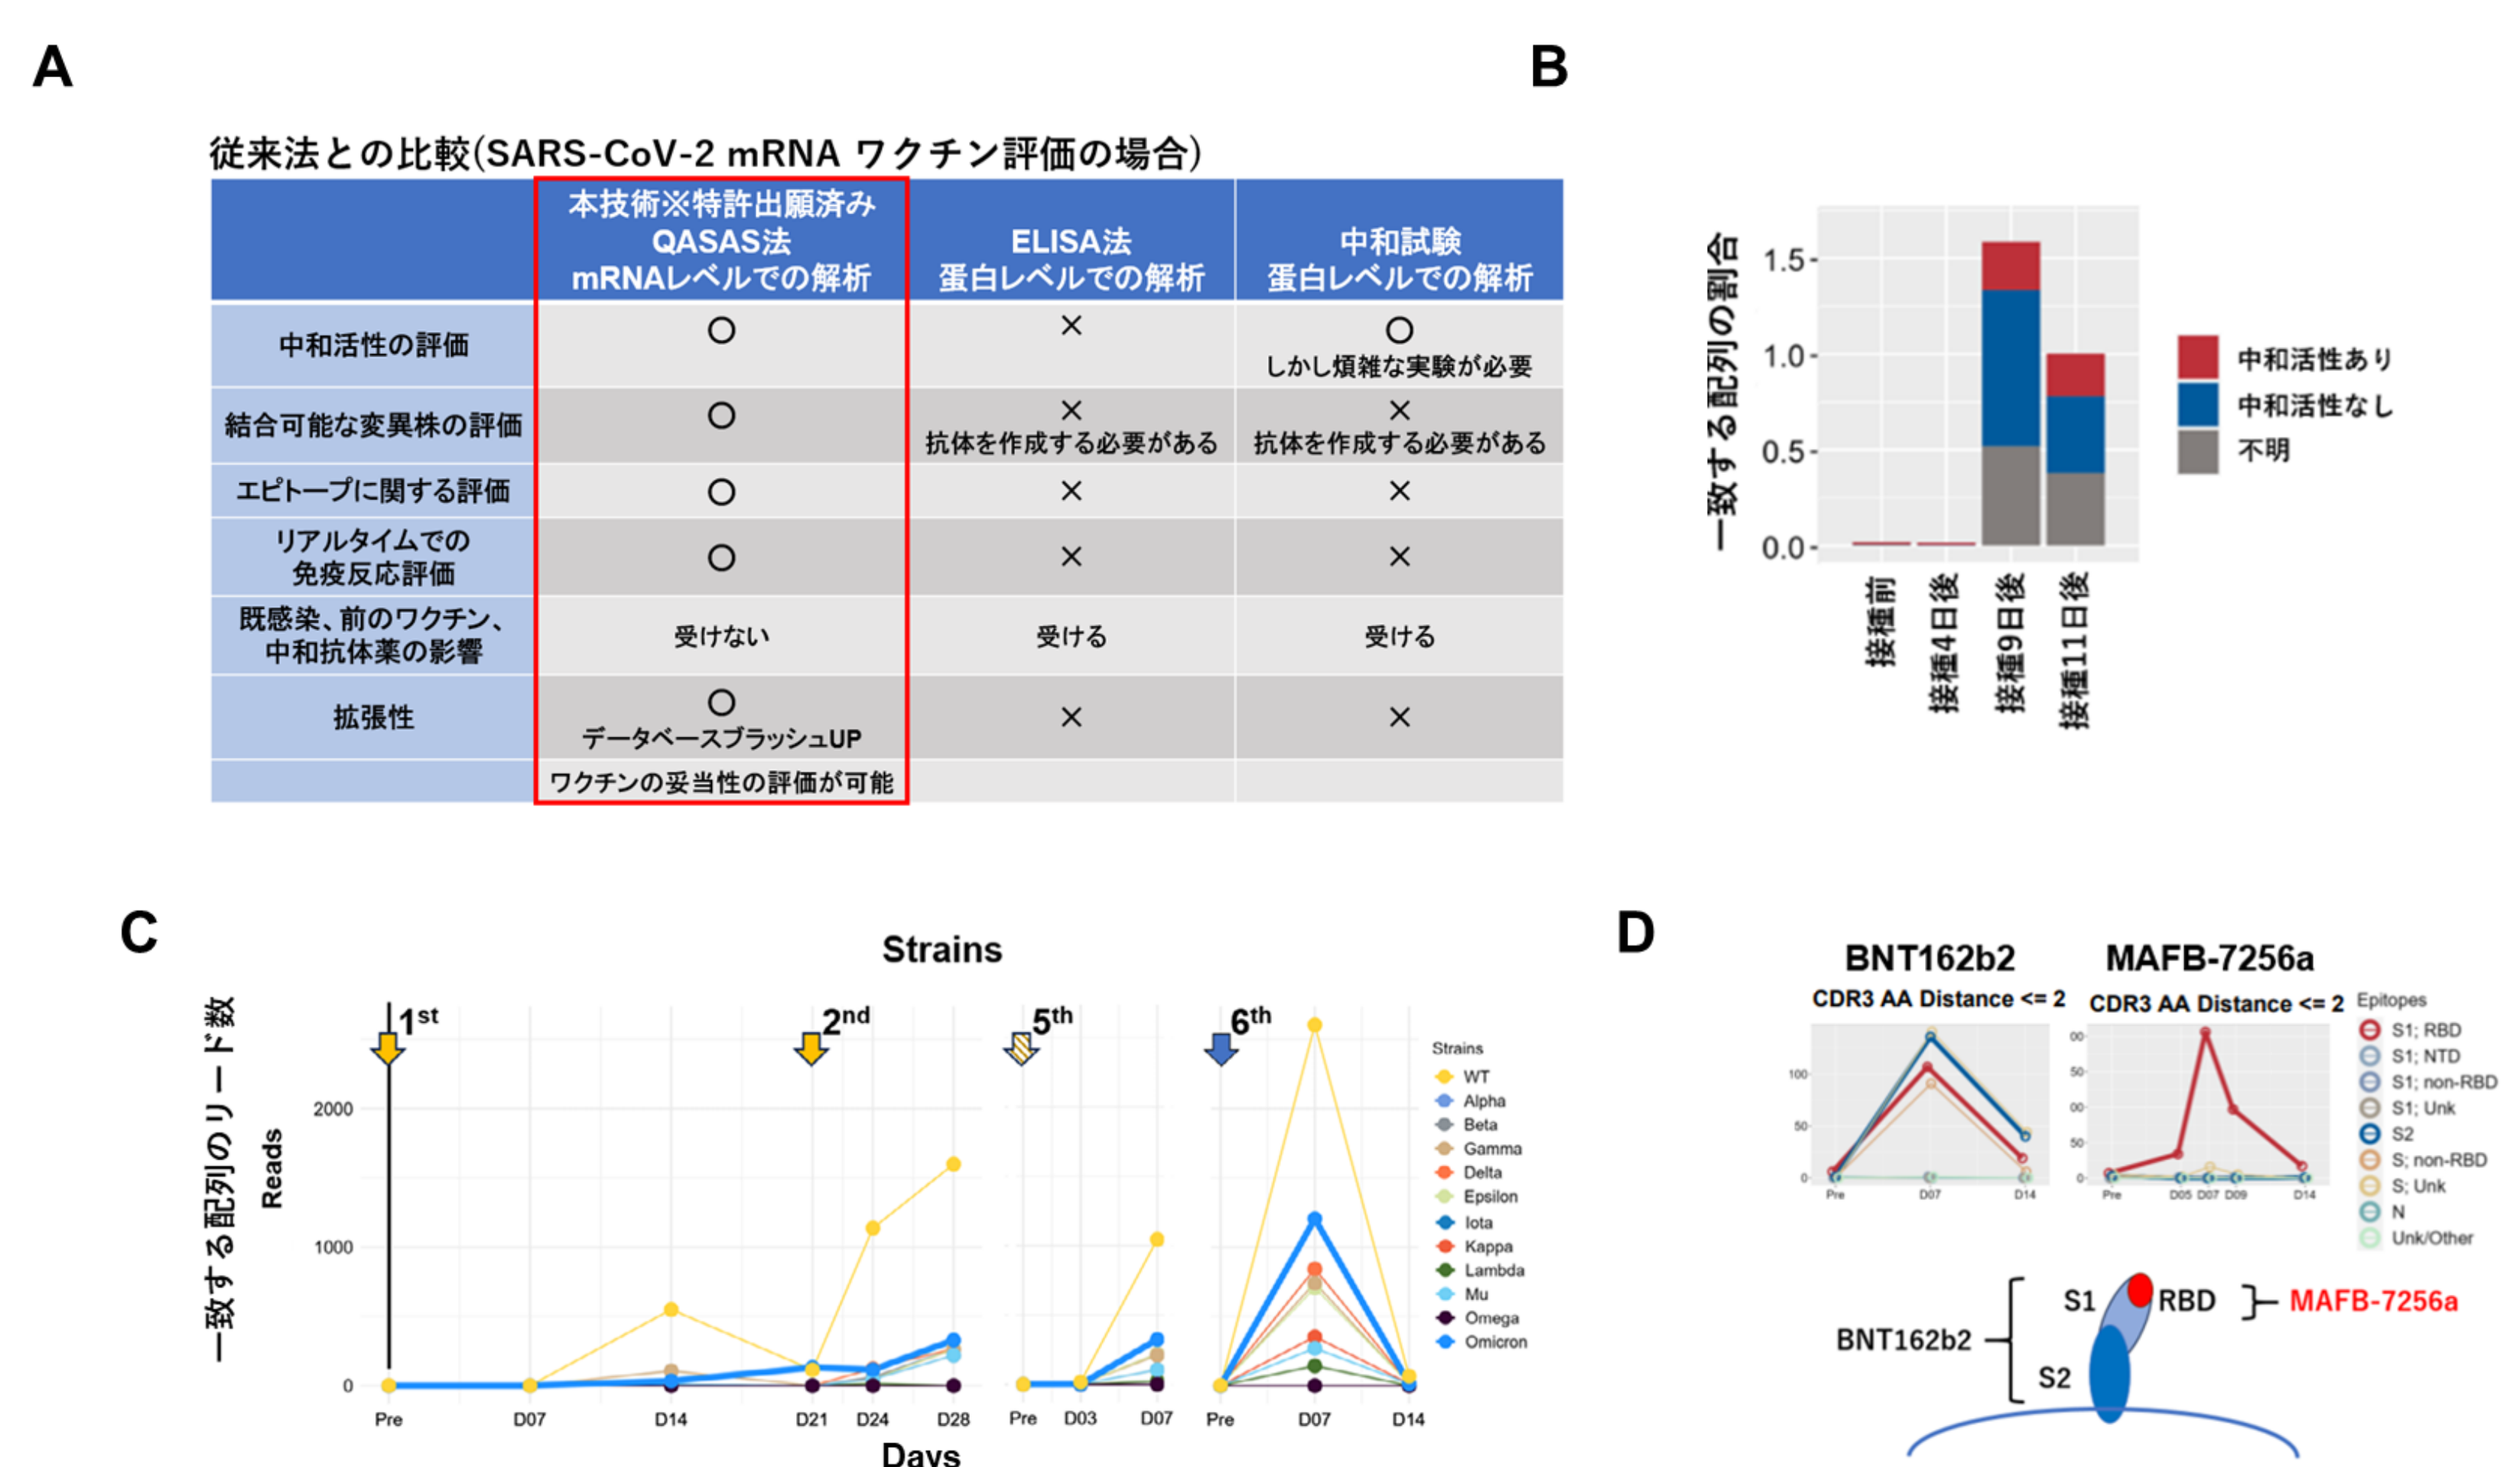 A
従来法との比較(SARS-CoV-2 mRNA ワクチン評価の場合)
本技術※特許出願済み
QASAS法
mRNAレベルでの解析
ELISA法
蛋白レベルでの解析
中和試験
蛋白レベルでの解析
中和活性の評価
○
×
○
しかし煩雑な実験が必要
結合可能な変異株の評価
○
×
抗体を作成する必要がある
×
抗体を作成する必要がある
エピトープに関する評価
○
×
×
リアルタイムでの
免疫反応評価
○
×
×
既感染、前のワクチン、
中和抗体薬の影響
受けない
受ける
受ける
拡張性
○
データベースブラッシュUP
×
×
ワクチンの妥当性の評価が可能
B
一致する配列の割合
1.5
1.0
0.5
0.0
接種前
接種4日後
接種9日後
接種11日後
中和活性あり
中和活性なし
不明
C
Strains
一致する配列のリード数
Reads
2000
1000
0
1st
2nd
5th
6th
Pre
D07
D14
D21
D24
D28
Pre
D03
D07
Pre
D07
D14
Days
Strains
WT
Alpha
Beta
Gamma
Delta
Epsilon
Iota
Kappa
Lambda
Mu
Omega
Omicron
D
BNT162b2
CDR3 AA Distance <= 2
100
50
0
Pre
D07
D14
MAFB-7256a
CDR3 AA Distance <= 2
00
50
00
50
0
Pre
D05
D07
D09
D14
Epitopes
S1; RBD
S1; NTD
S1; non-RBD
S1; Unk
S2
S; non-RBD
S; Unk
N
Unk/Other
BNT162b2
S1
S2
RBD
MAFB-7256a